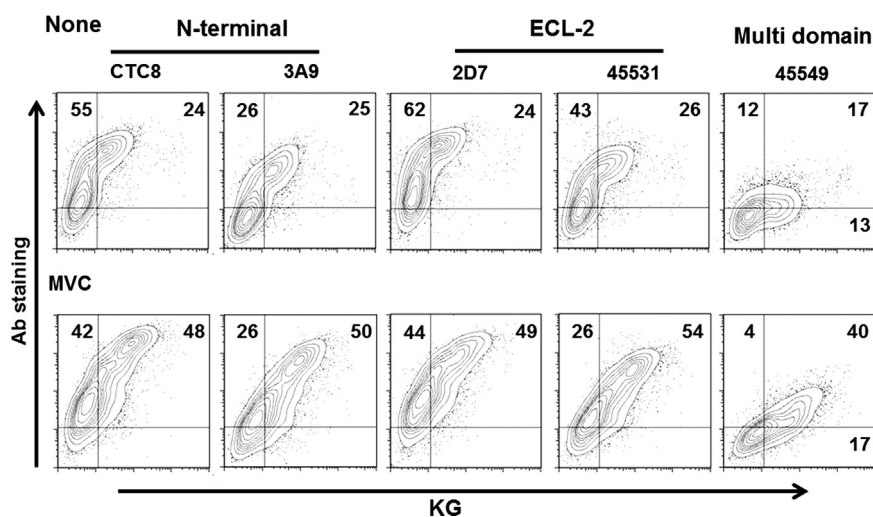 None
N-terminal
ECL-2
Multi domain
CTC8
3A9
2D7
45531
45549
55 24
26 25
62 24
43 26
12 17
13
MVC
42 48
26 50
44 49
26 54
4 40
17
Ab staining
KG